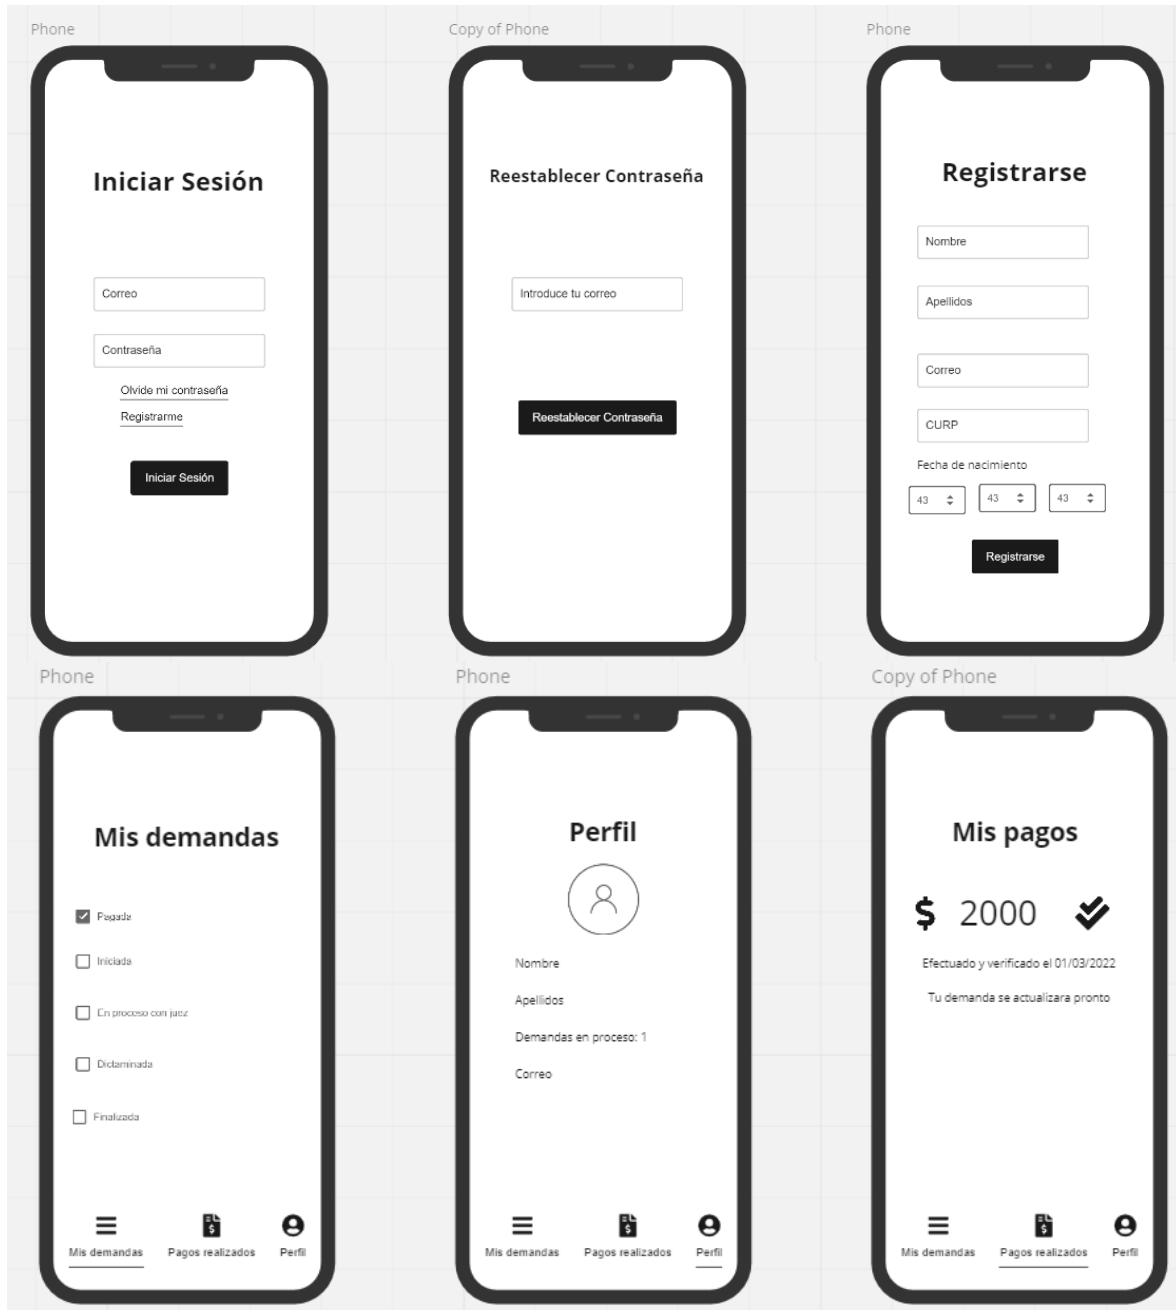 Phone
Iniciar Sesión
Correo
Contraseña
Olvide mi contraseña
Registrarme
Iniciar Sesión
Copy of Phone
Reestablecer Contraseña
Introduce tu correo
Reestablecer Contraseña
Phone
Registrarse
Nombre
Apellidos
Correo
CURP
Fecha de nacimiento
43 43 43
Registrarse
Phone
Mis demandas
Pagada
Iniciada
En proceso con juez
Dictaminada
Finalizada
Mis demandas Pagos realizados Perfil
Phone
Perfil
Nombre
Apellidos
Demandas en proceso: 1
Correo
Mis demandas Pagos realizados Perfil
Copy of Phone
Mis pagos
$ 2000
Efectuado y verificado el 01/03/2022
Tu demanda se actualizara pronto
Mis demandas Pagos realizados Perfil